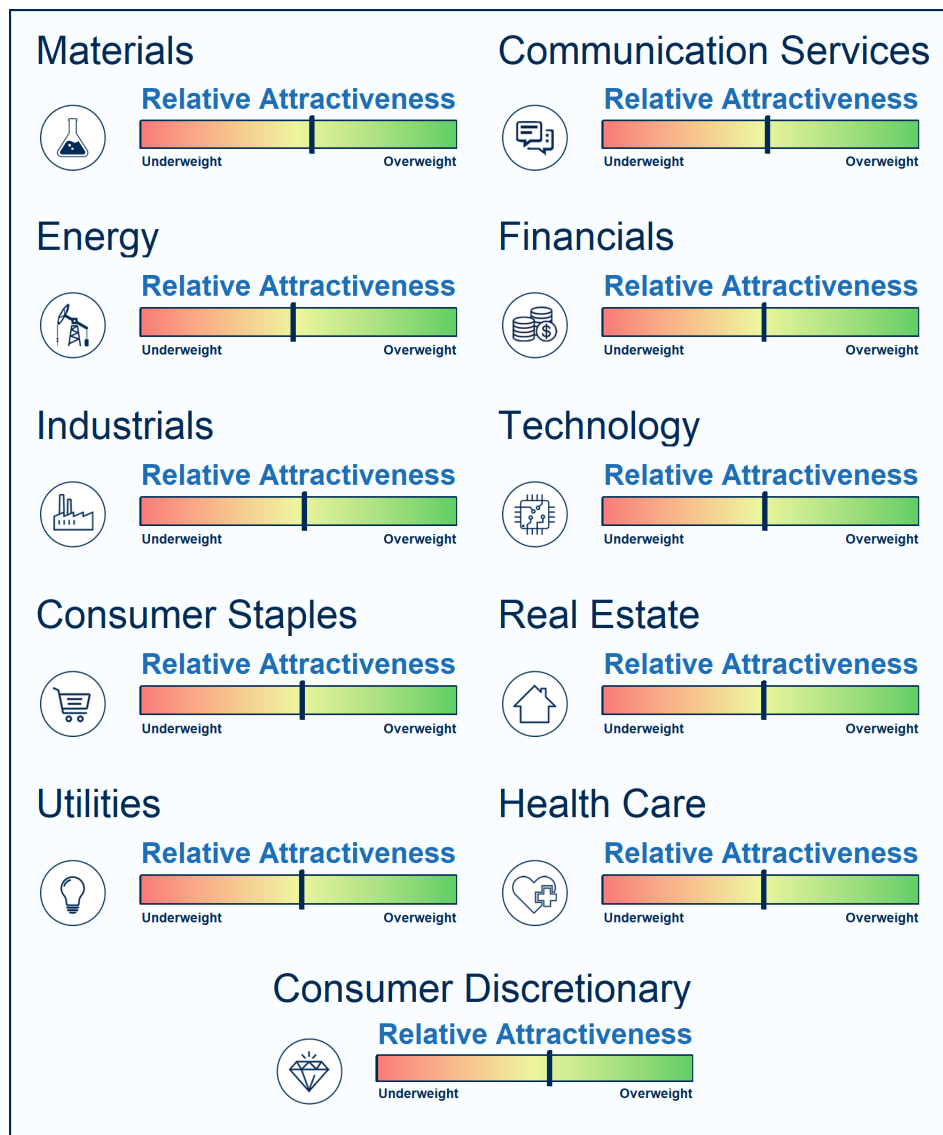 Materials
Relative Attractiveness
Underweight Overweight
Communication Services
Relative Attractiveness
Underweight Overweight
Energy
Relative Attractiveness
Underweight Overweight
Financials
Relative Attractiveness
Underweight Overweight
Industrials
Relative Attractiveness
Underweight Overweight
Technology
Relative Attractiveness
Underweight Overweight
Consumer Staples
Relative Attractiveness
Underweight Overweight
Real Estate
Relative Attractiveness
Underweight Overweight
Utilities
Relative Attractiveness
Underweight Overweight
Health Care
Relative Attractiveness
Underweight Overweight
Consumer Discretionary
Relative Attractiveness
Underweight Overweight